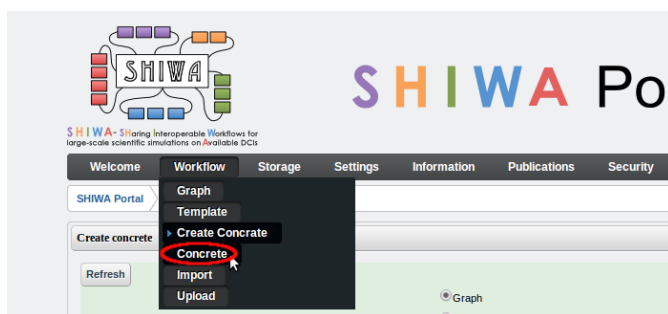 SHIWA
SHIWA Po
SHIWA- SHaring Interoperable Workflows for
large-scale scientific simulations on Available DCIs
Welcome Workflow Storage Settings Information Publications Security
SHIWA Portal
Graph
Template
Create Concrate
Create concrete
Concrete
Refresh
Import
Upload
Graph